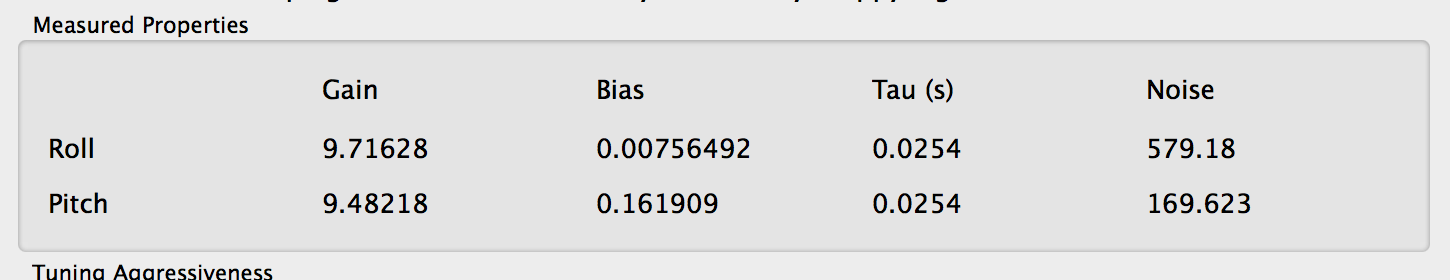 Measured Properties
Gain Bias Tau (s) Noise
Roll 9.71628 0.00756492 0.0254 579.18
Pitch 9.48218 0.161909 0.0254 169.623
Tuning Aggressiveness